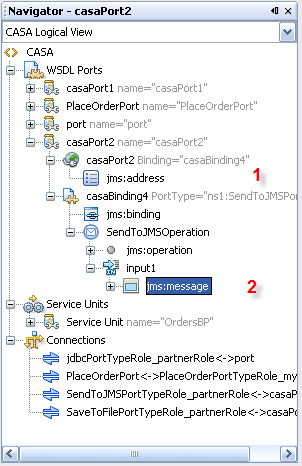 Navigator - casaPort2
CASA Logical View
CASA
WSDL Ports
casaPort1 name="casaPort1"
PlaceOrderPort name="PlaceOrderPort"
port name="port"
casaPort2 name="casaPort2"
casaPort2 Binding="casaBinding4"
jms:address 1
casaBinding4 PortType="ns1:SendToJMSPo
jms:binding
SendToJMSOperation
jms:operation
input1
jms:message 2
Service Units
Service Unit name="OrdersBP"
Connections
jdbcPortTypeRole_partnerRole<->port
PlaceOrderPort<->PlaceOrderPortTypeRole_my
SendToJMSPortTypeRole_partnerRole<->casaP
SaveToFilePortTypeRole_partnerRole<->casaPo